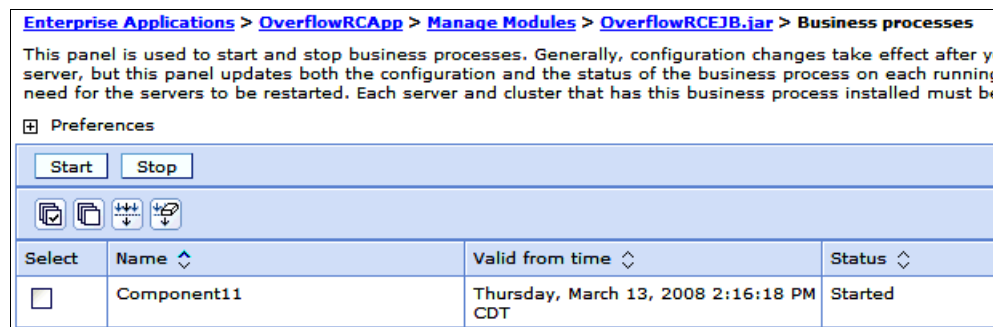 Enterprise Applications > OverflowRCApp > Manage Modules > OverflowRCEJB.jar > Business processes
This panel is used to start and stop business processes. Generally, configuration changes take effect after y
server, but this panel updates both the configuration and the status of the business process on each running
need for the servers to be restarted. Each server and cluster that has this business process installed must be
Preferences
Start Stop
Select Name Valid from time Status
Component11 Thursday, March 13, 2008 2:16:18 PM Started
CDT